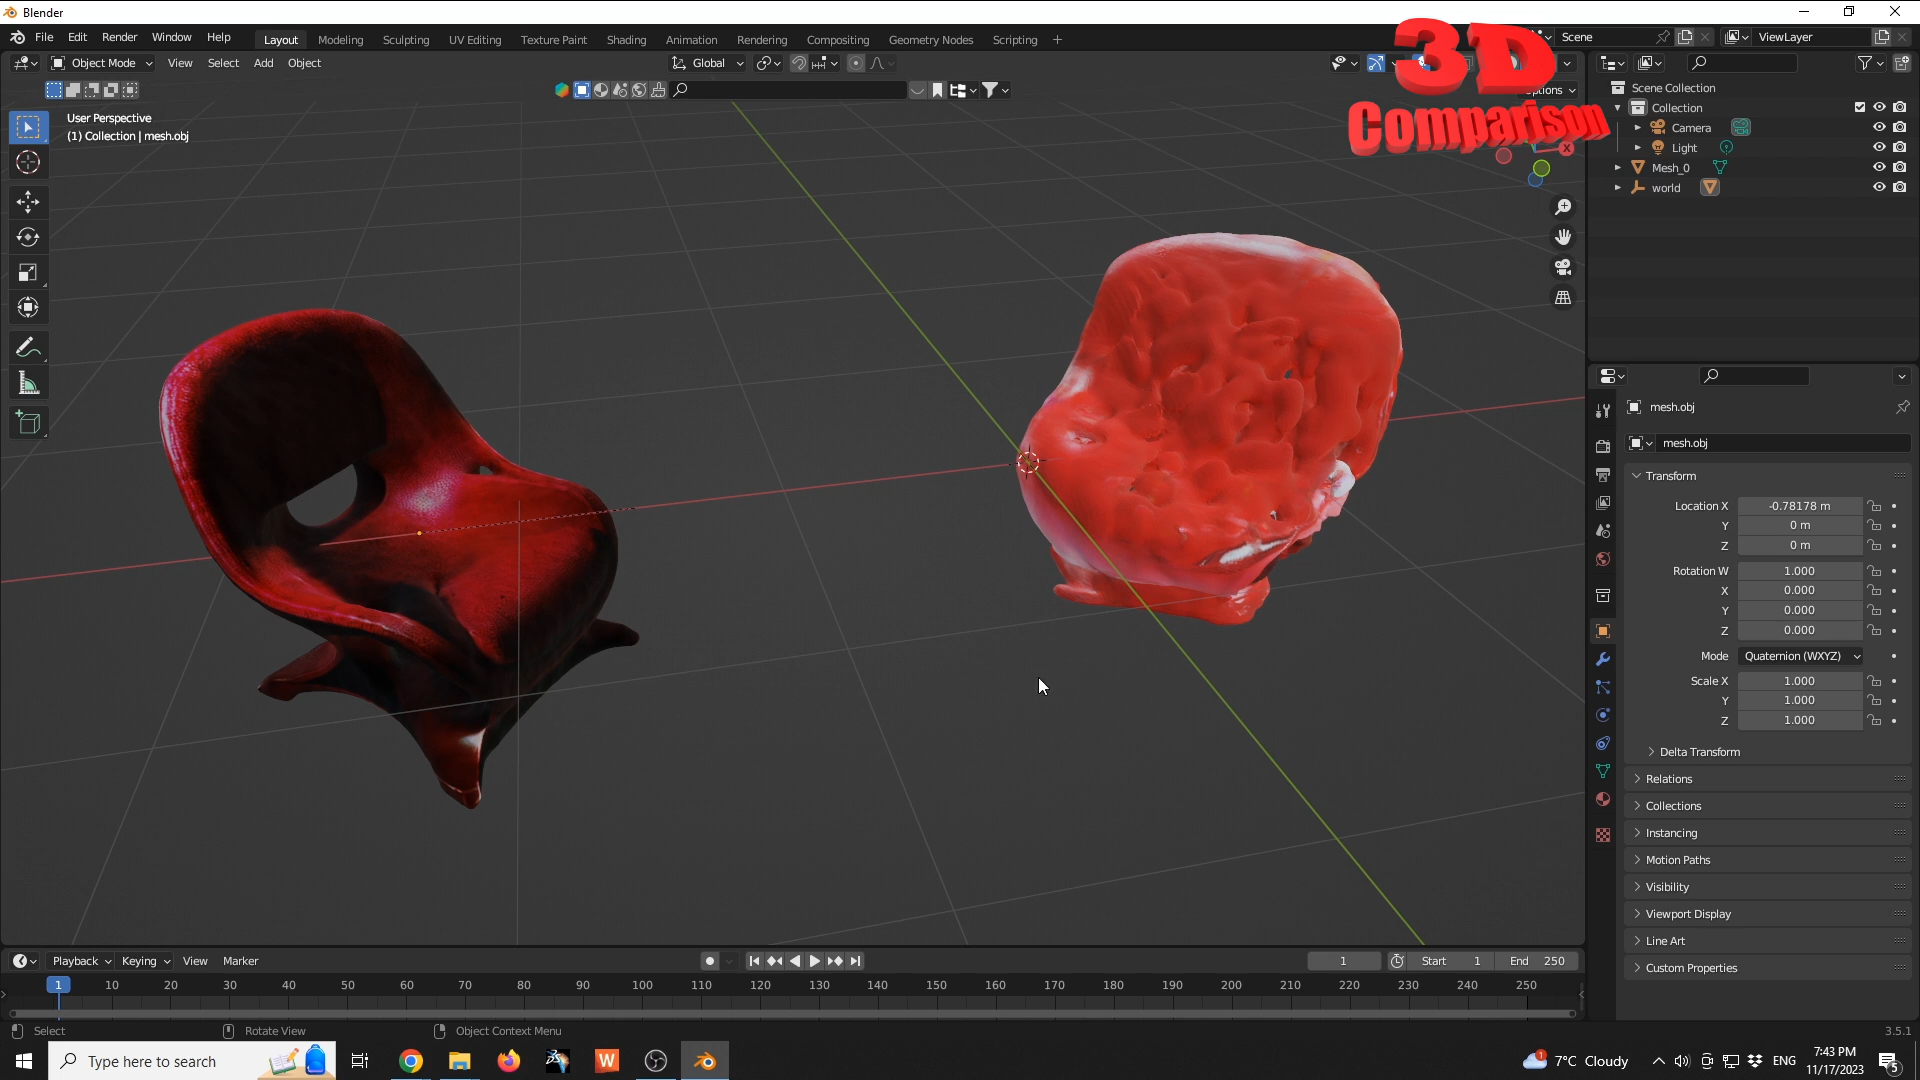 Blender
File Edit Render Window Help
Layout Modeling Sculpting UV Editing Texture Paint Shading Animation Rendering Compositing Geometry Nodes Scripting +
Scene
ViewLayer
Object Mode View Select Add Object
Global
3D
Comparison
X
User Perspective
(1) Collection | mesh.obj
Scene Collection
Collection
Camera
Light
Mesh_0
world
mesh.obj
mesh.obj
Transform
Location X -0.78178 m
Y 0 m
Z 0 m
Rotation W 1.000
X 0.000
Y 0.000
Z 0.000
Mode Quaternion (WXYZ)
Scale X 1.000
Y 1.000
Z 1.000
Delta Transform
Relations
Collections
Instancing
Motion Paths
Visibility
Viewport Display
Line Art
Custom Properties
Playback Keying View Marker
1 Start 1 End 250
1 10 20 30 40 50 60 70 80 90 100 110 120 130 140 150 160 170 180 190 200 210 220 230 240 250
Select Rotate View Object Context Menu
3.5.1
Type here to search
W
1
7°C Cloudy
ENG
7:43 PM
11/17/2023
5